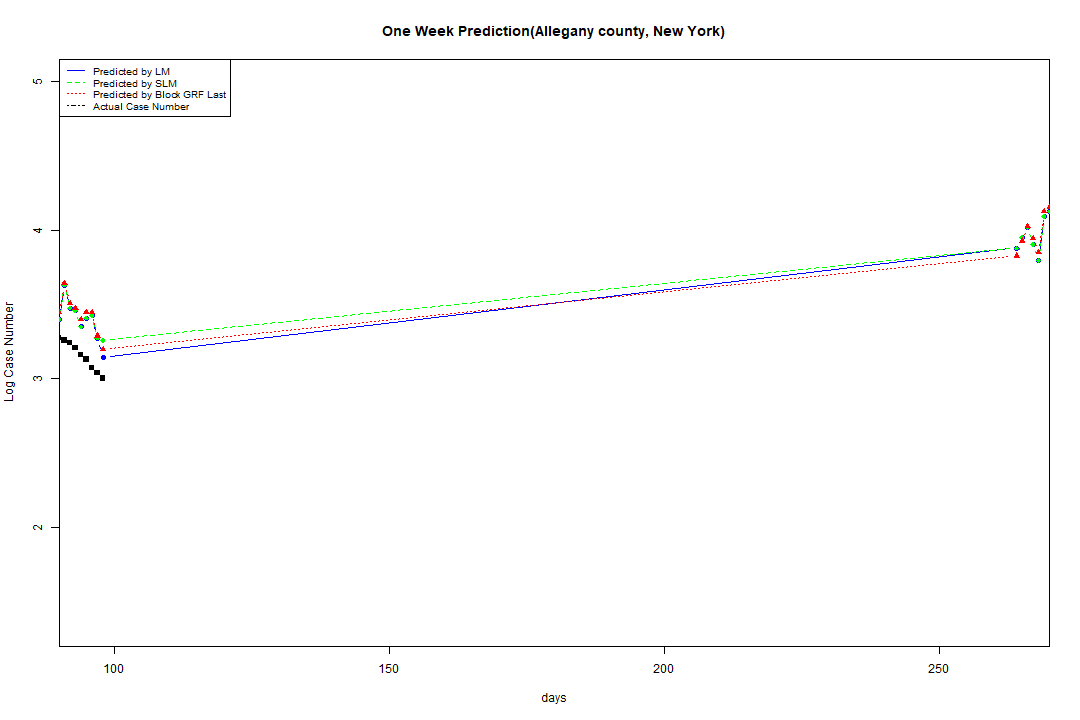 One Week Prediction(Allegany county, New York)
Predicted by LM
Predicted by SLM
Predicted by Block GRF Last
Actual Case Number
5
4
3
2
Log Case Number
100 150 200 250
days